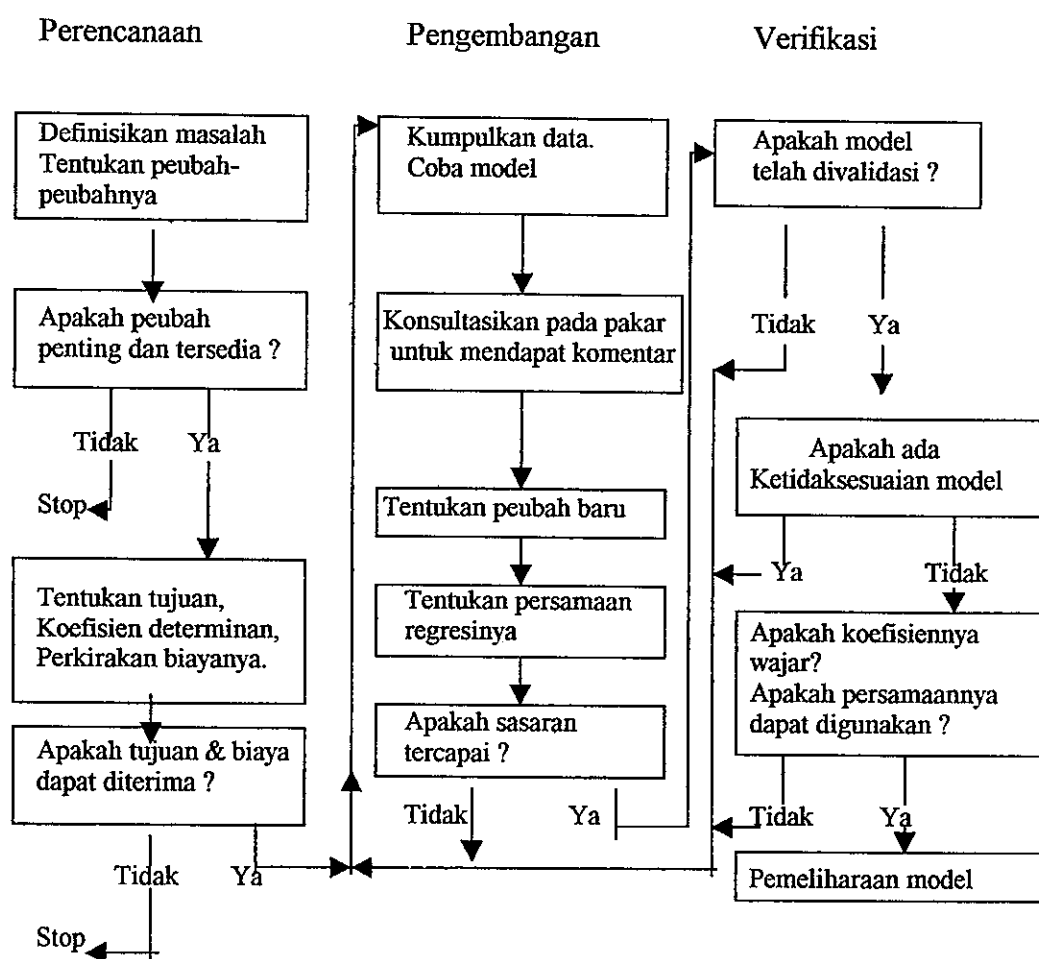 Perencanaan
Definisikan masalah
Tentukan peubah-
peubahnya
Apakah peubah
penting dan tersedia ?
Tidak
Ya
Stop
Tentukan tujuan,
Koefisien determinan,
Perkirakan biayanya.
Apakah tujuan & biaya
dapat diterima ?
Tidak
Ya
Stop
Pengembangan
Kumpulkan data.
Coba model
Konsultasikan pada pakar
untuk mendapat komentar
Tentukan peubah baru
Tentukan persamaan
regresinya
Apakah sasaran
tercapai ?
Tidak
Ya
Verifikasi
Apakah model
telah divalidasi ?
Tidak
Ya
Apakah ada
Ketidaksesuaian model
Ya
Tidak
Apakah koefisiennya
wajar?
Apakah persamaannya
dapat digunakan ?
Tidak
Ya
Pemeliharaan model